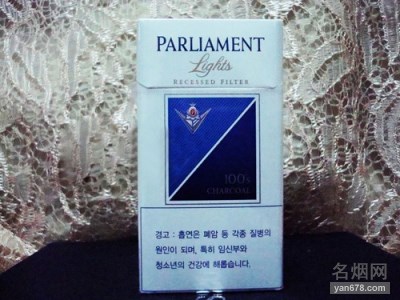 PARLIAMENT
Lights
RECESSED FILTER
100s
CHARCOAL
경고 : 흡연은 폐암 등 각종 질병의
원인이 되며, 특히 임신부와
청소년의 건강에 해롭습니다.
名烟网
yan678.com